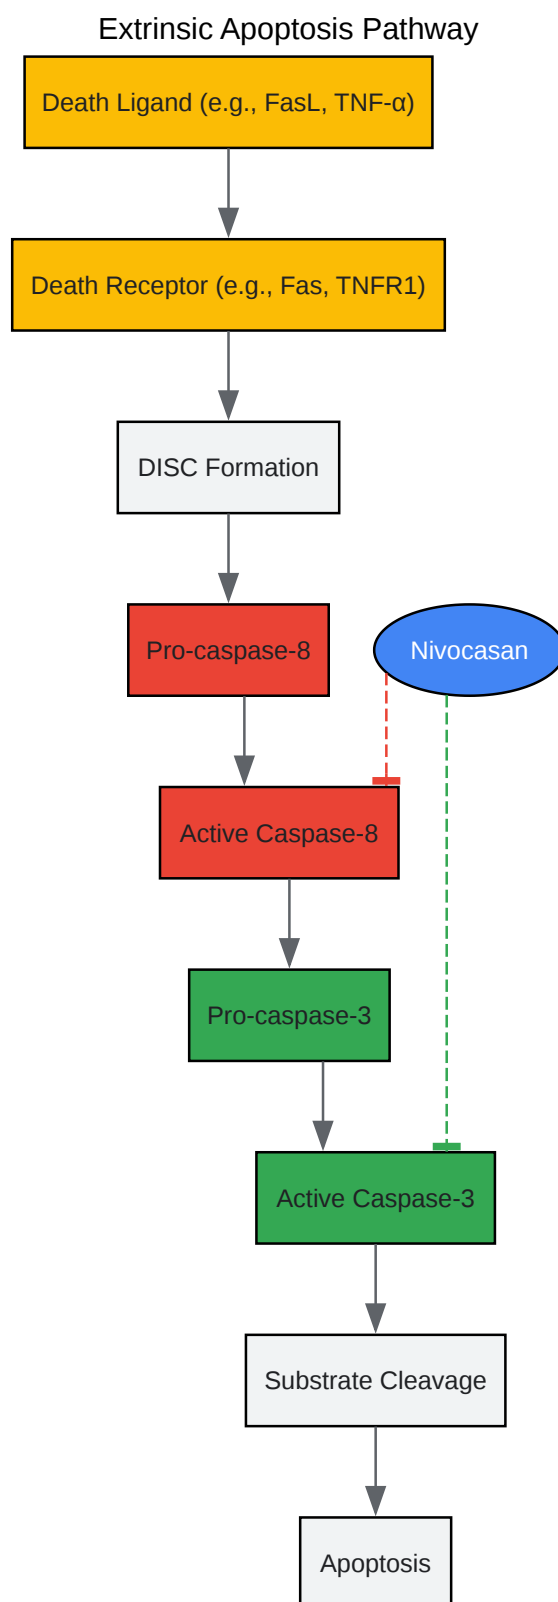 Extrinsic Apoptosis Pathway
Death Ligand (e.g., FasL, TNF-α)
Death Receptor (e.g., Fas, TNFR1)
DISC Formation
Pro-caspase-8
Nivocasan
Active Caspase-8
Pro-caspase-3
Active Caspase-3
Substrate Cleavage
Apoptosis